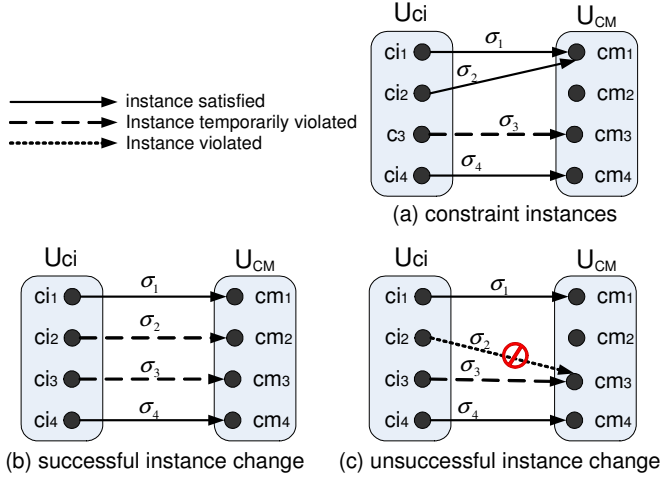 Uci UCM
ci1 σ1 cm1
ci2 σ2 cm2
c3 σ3 cm3
ci4 σ4 cm4
(a) constraint instances
instance satisfied
Instance temporarily violated
Instance violated
Uci UCM
ci1 σ1 cm1
ci2 σ2 cm2
ci3 σ3 cm3
ci4 σ4 cm4
(b) successful instance change
Uci UCM
ci1 σ1 cm1
ci2 σ2 cm2
ci3 σ3 cm3
ci4 σ4 cm4
(c) unsuccessful instance change